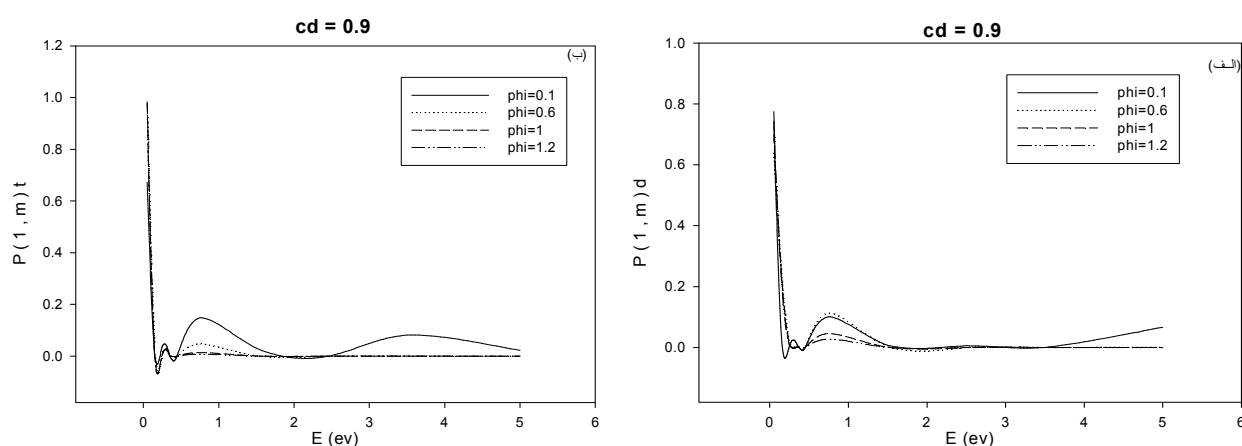 cd = 0.9
(ب)
1.2
1.0
0.8
0.6
0.4
0.2
0.0
P ( 1 , m ) t
phi=0.1
phi=0.6
phi=1
phi=1.2
0
1
2
3
4
5
6
E (ev)
cd = 0.9
(الف)
1.0
0.8
0.6
0.4
0.2
0.0
P ( 1 , m ) d
phi=0.1
phi=0.6
phi=1
phi=1.2
0
1
2
3
4
5
6
E (ev)